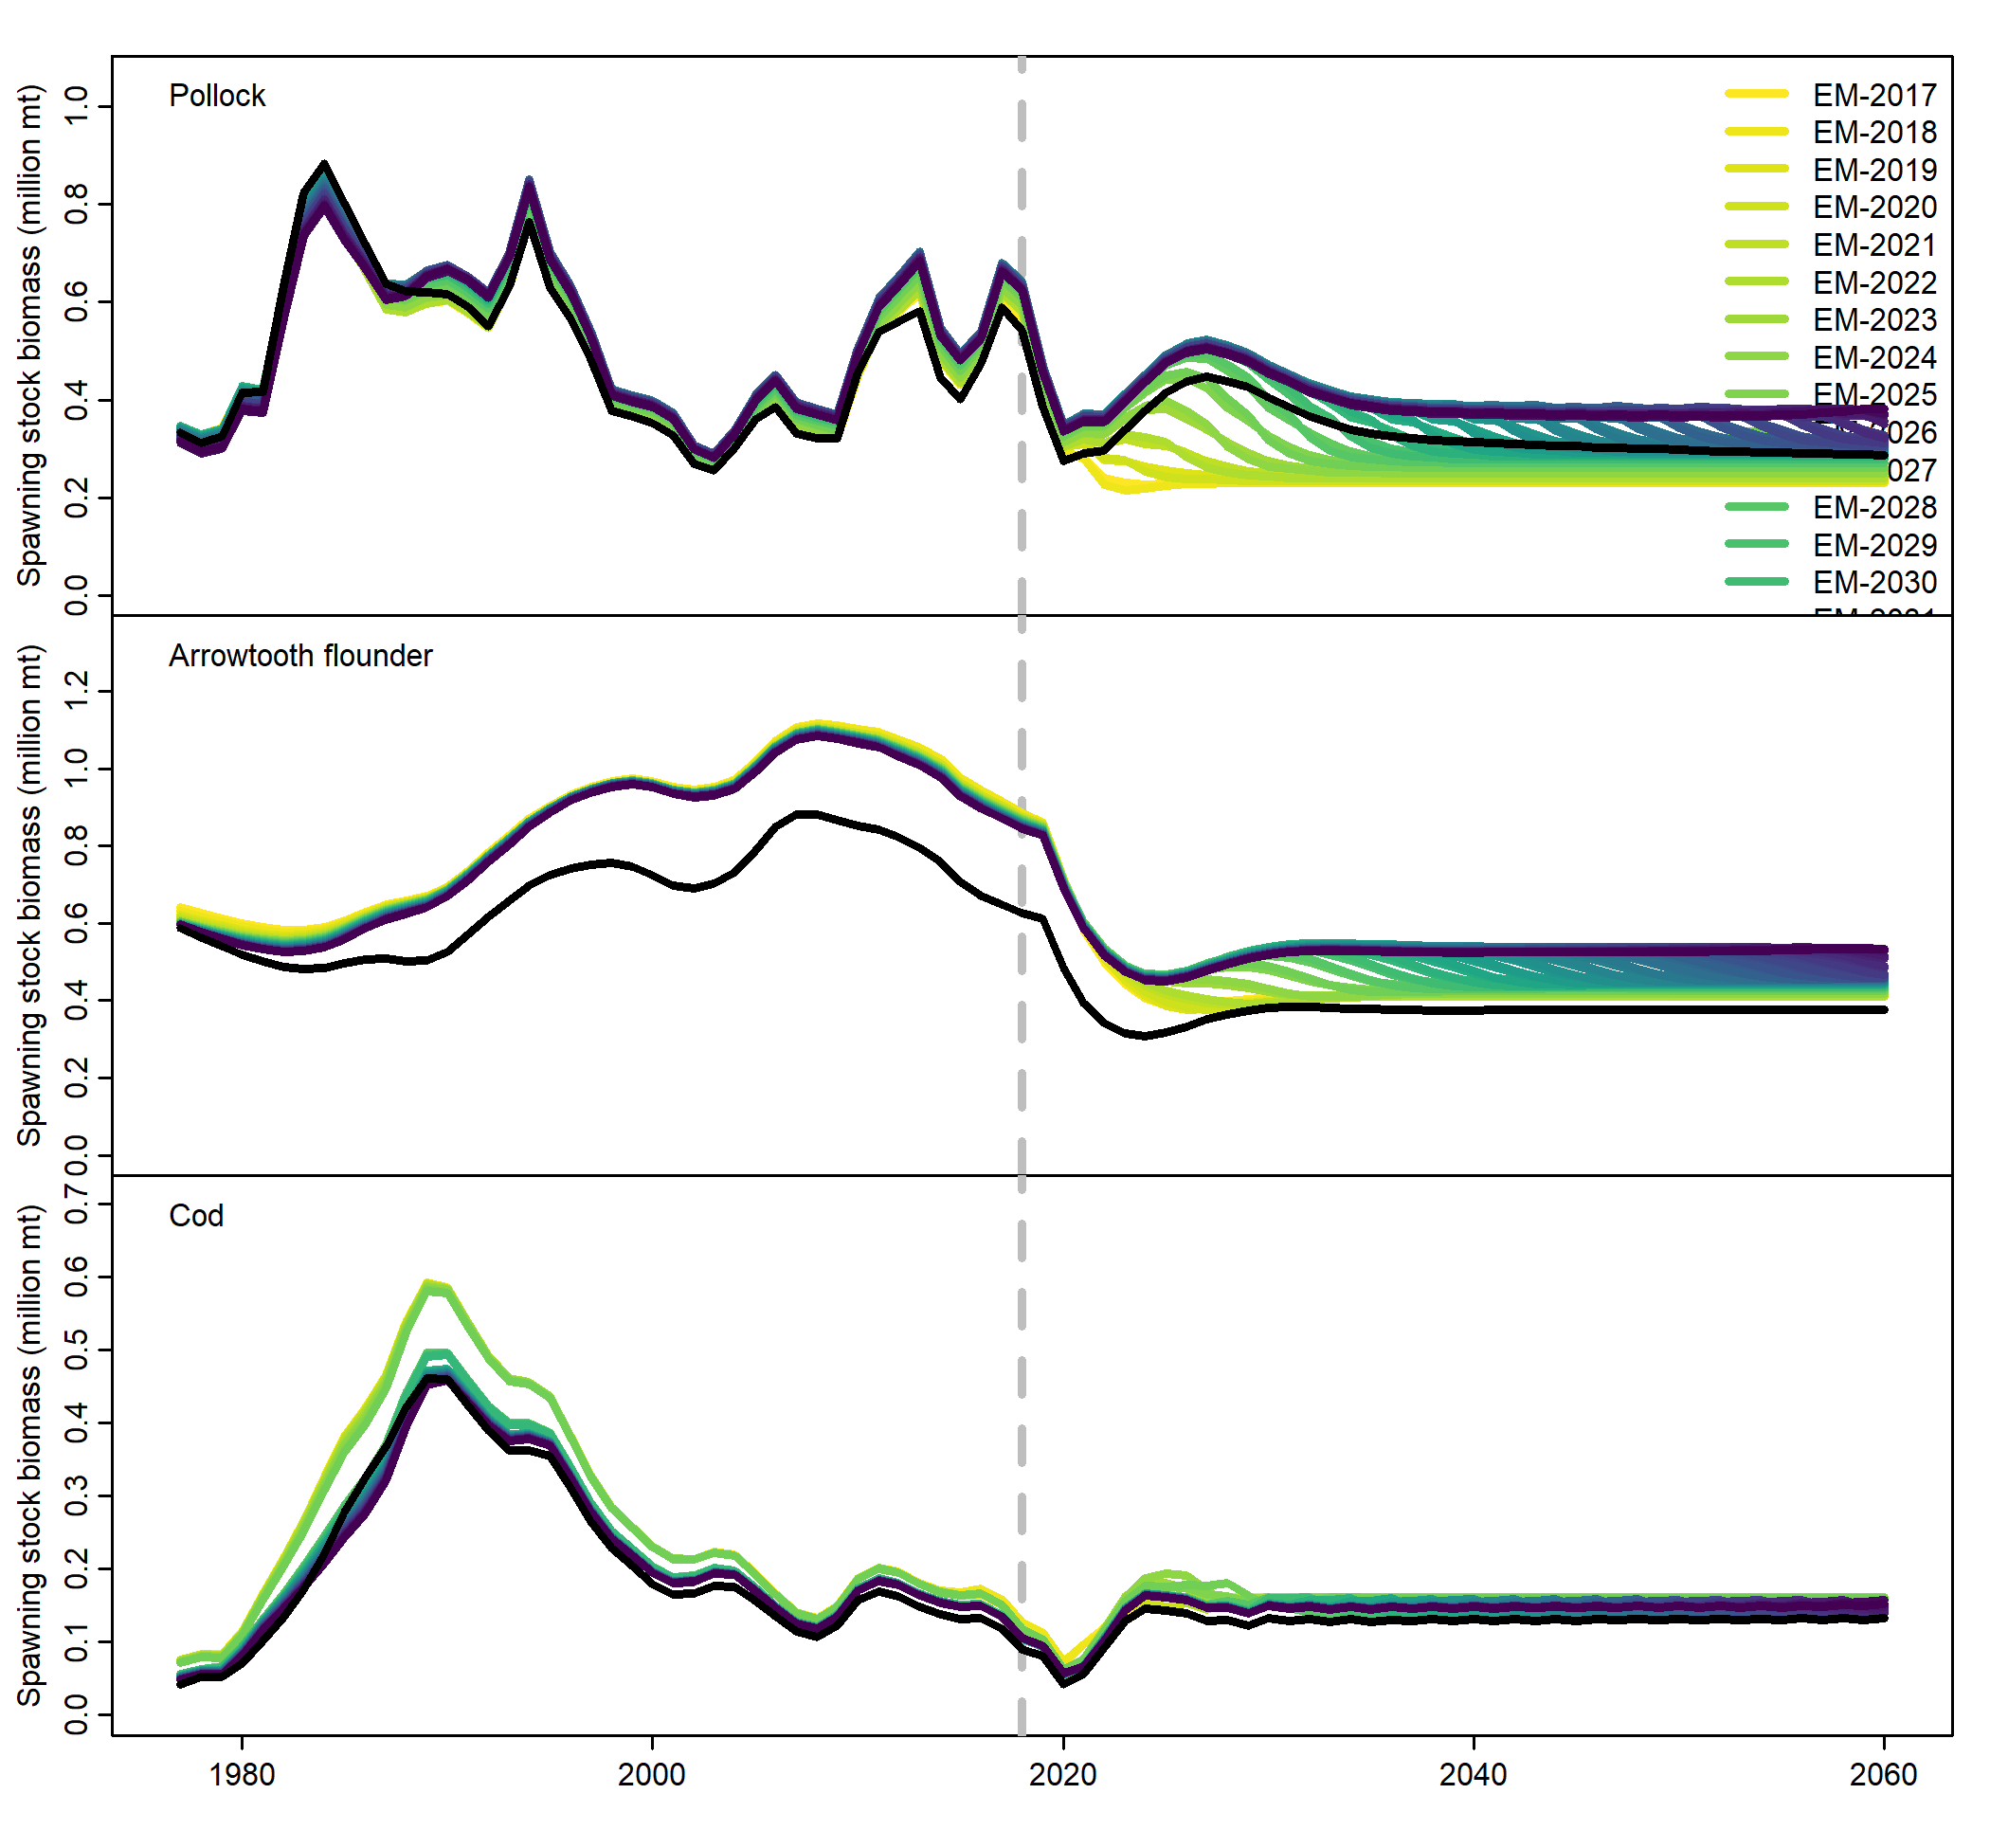 Pollock
Spawning stock biomass (million mt)
1.0
0.8
0.6
0.4
0.2
0.0
EM-2017
EM-2018
EM-2019
EM-2020
EM-2021
EM-2022
EM-2023
EM-2024
EM-2025
026
027
EM-2028
EM-2029
EM-2030
Arrowtooth flounder
Spawning stock biomass (million mt)
1.2
1.0
0.8
0.6
0.4
0.2
0.0
Cod
Spawning stock biomass (million mt)
0.7
0.6
0.5
0.4
0.3
0.2
0.1
0.0
1980 2000 2020 2040 2060